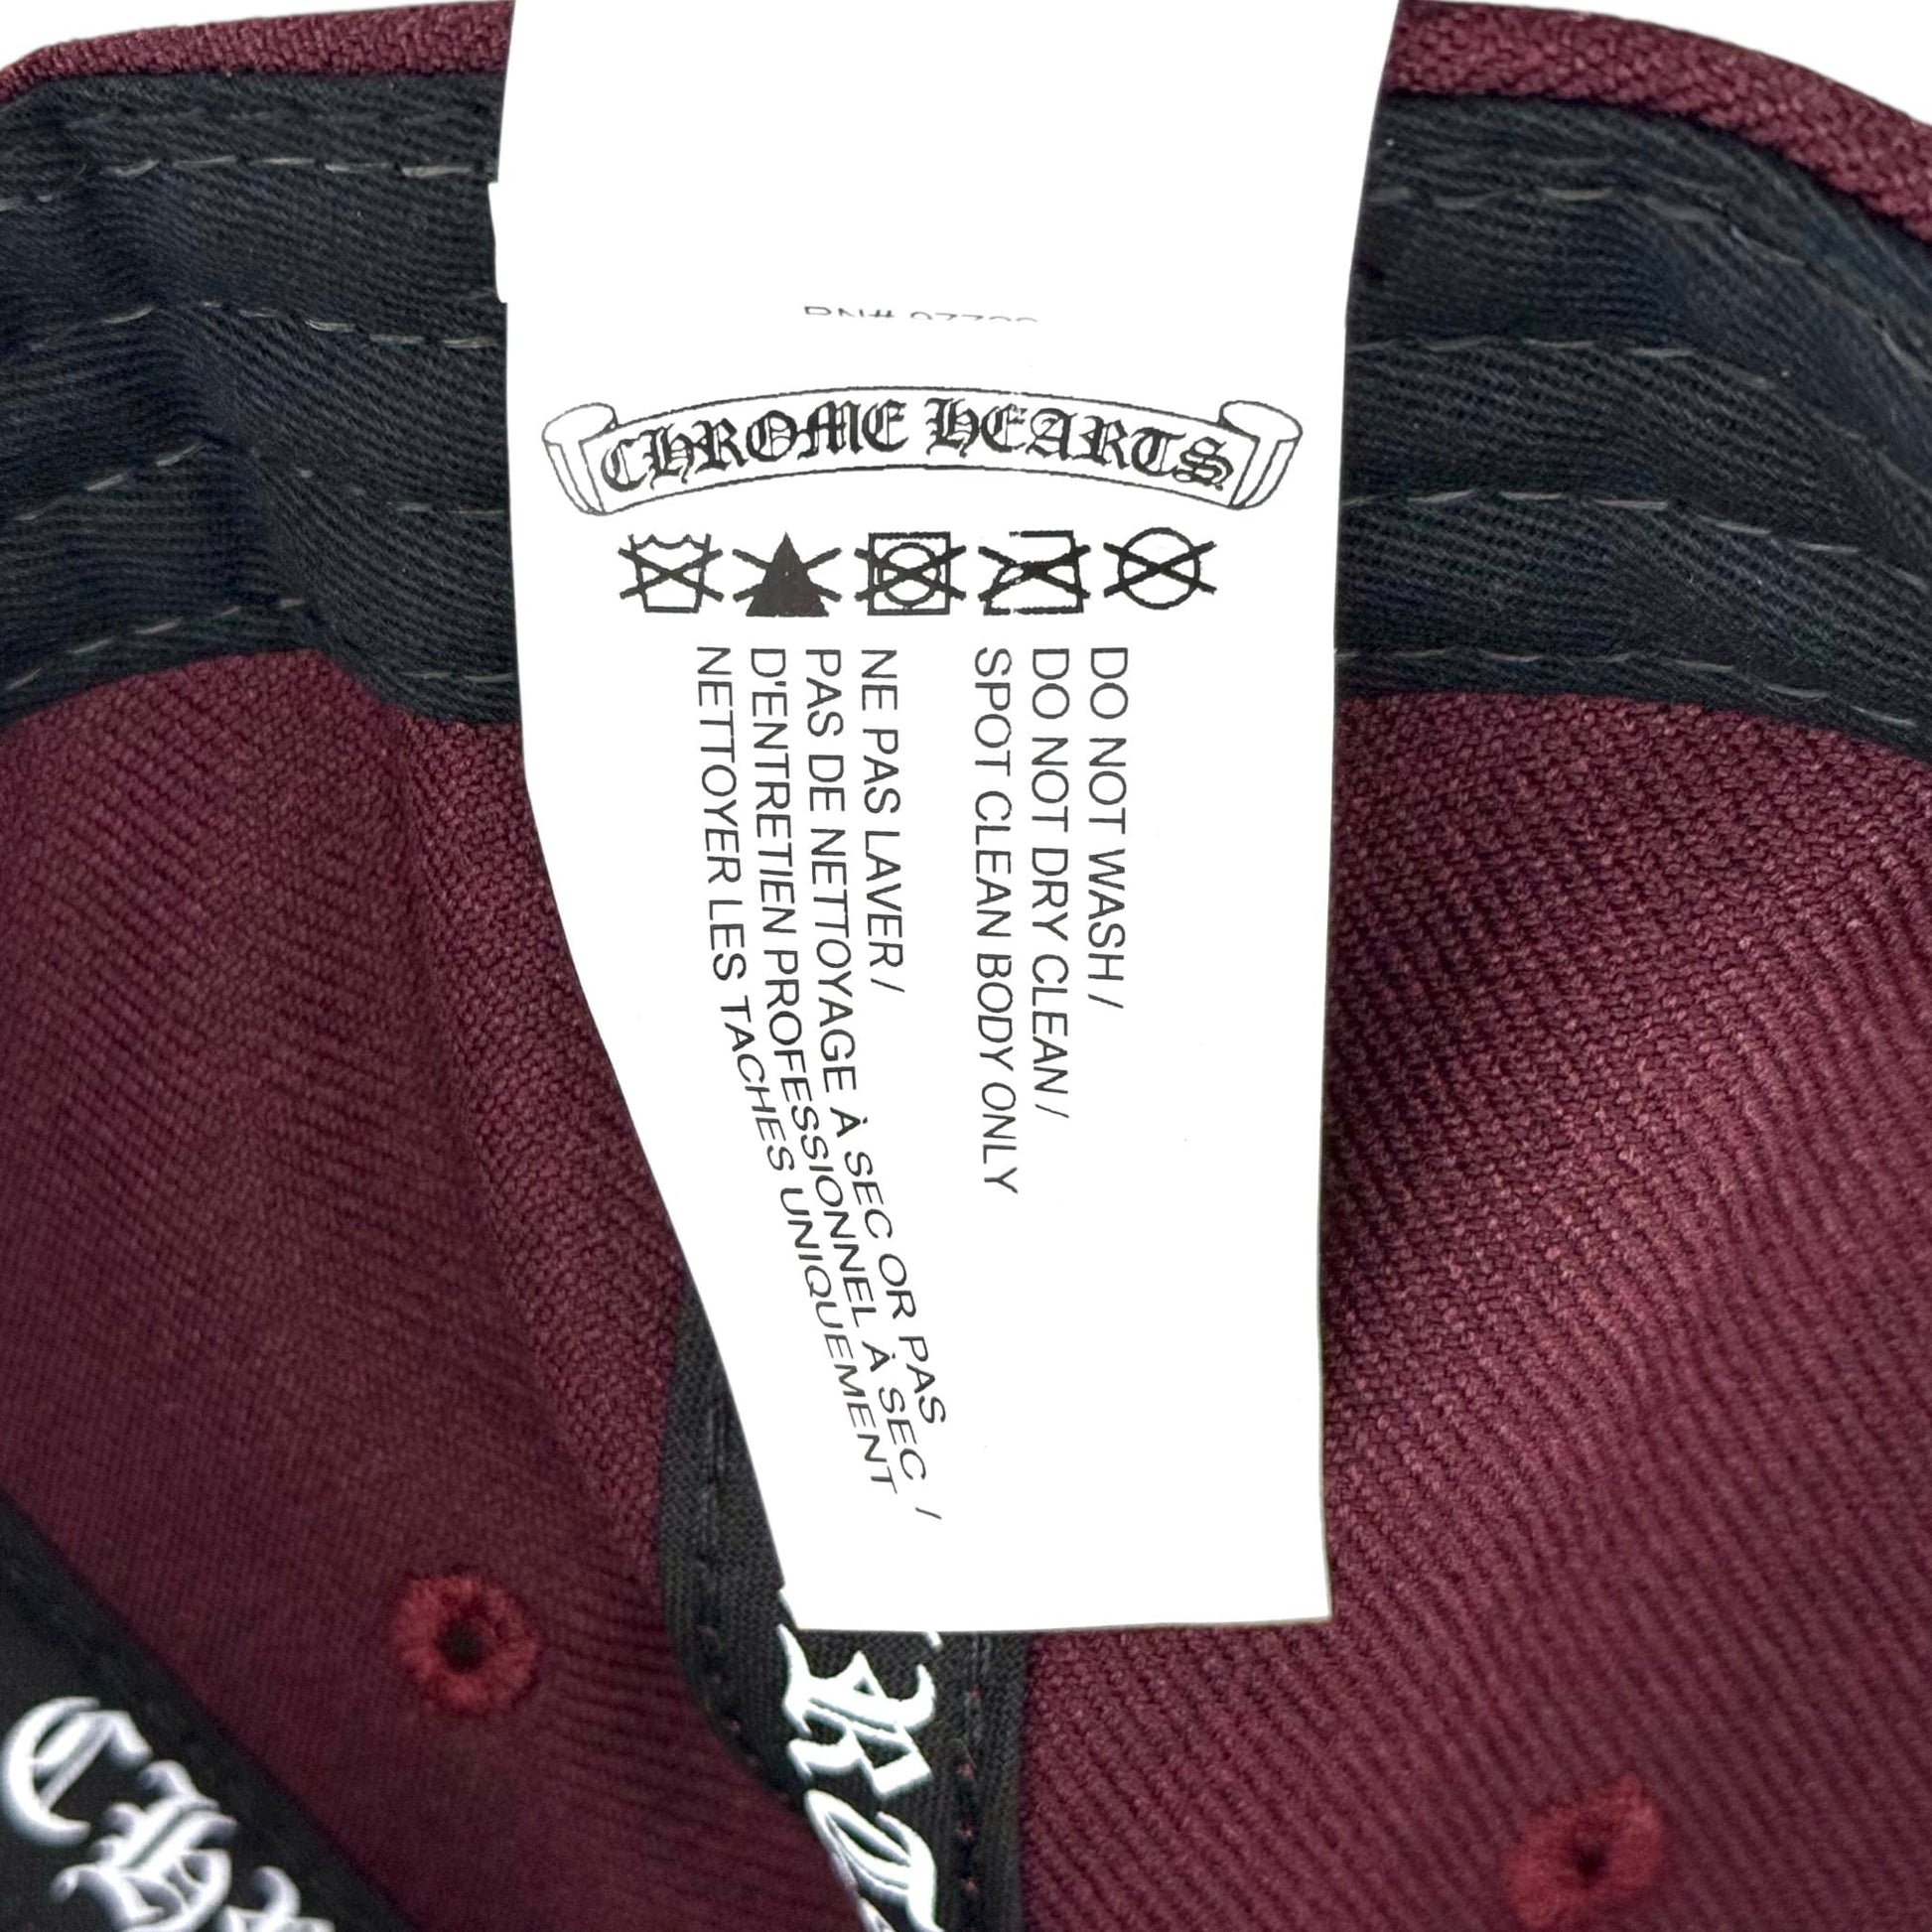 CHROME HEARTS
DO NOT WASH /
DO NOT DRY CLEAN /
SPOT CLEAN BODY ONLY
NE PAS LAVER /
PAS DE NETTOYAGE À SEC OR PAS
D'ENTRETIEN PROFESSIONNEL À SEC /
NETTOYER LES TACHES UNIQUEMENT